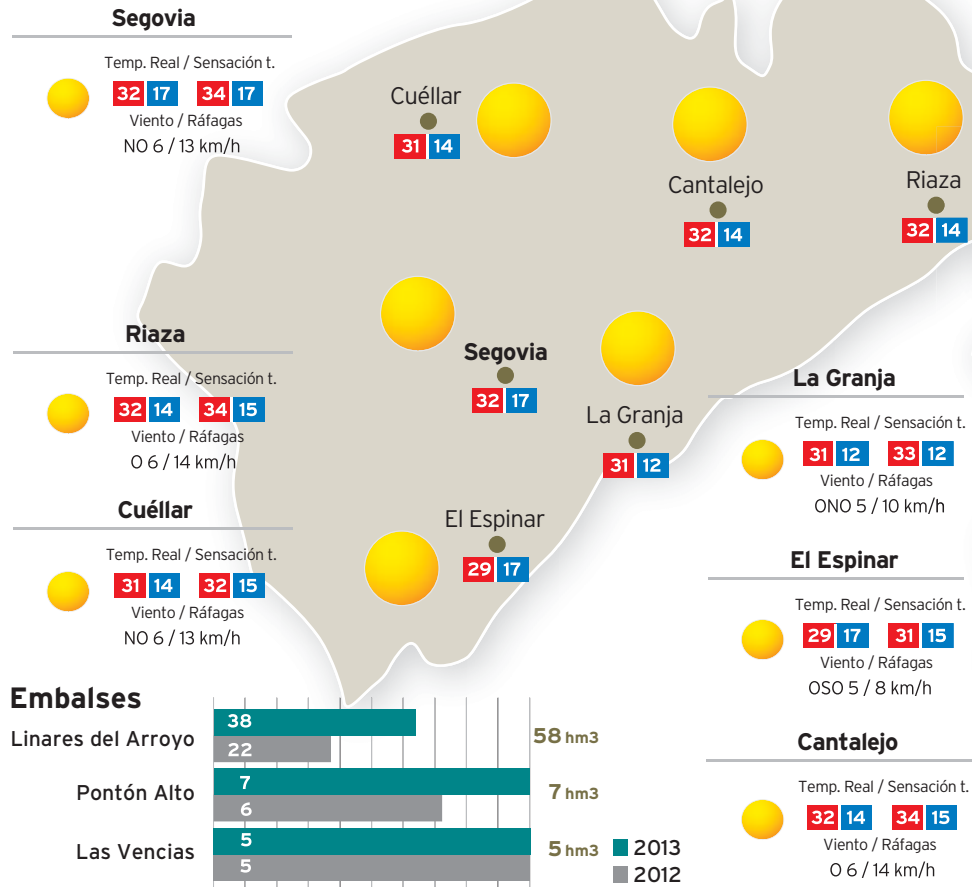 Segovia
Temp. Real / Sensación t.
32 17 34 17
Viento / Ráfagas
NO 6 / 13 km/h
Riaza
Temp. Real / Sensación t.
32 14 34 15
Viento / Ráfagas
O 6 / 14 km/h
Cuéllar
Temp. Real / Sensación t.
31 14 32 15
Viento / Ráfagas
NO 6 / 13 km/h
Cuéllar
31 14
Cantalejo
32 14
Riaza
32 14
Segovia
32 17
La Granja
31 12
El Espinar
29 17
La Granja
Temp. Real / Sensación t.
31 12 33 12
Viento / Ráfagas
ONO 5 / 10 km/h
El Espinar
Temp. Real / Sensación t.
29 17 31 15
Viento / Ráfagas
OSO 5 / 8 km/h
Cantalejo
Temp. Real / Sensación t.
32 14 34 15
Viento / Ráfagas
O 6 / 14 km/h
Embalses
Linares del Arroyo
38
22
58 hm3
Pontón Alto
7
6
7 hm3
Las Vencias
5
5
5 hm3
2013
2012